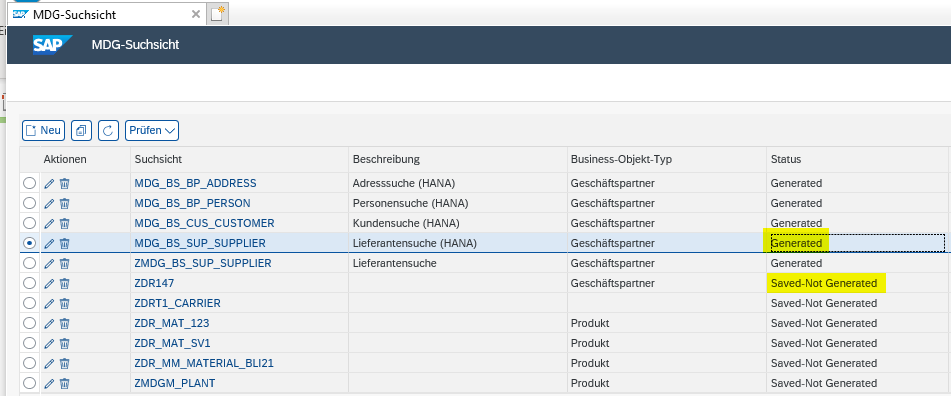 MDG-Suchsicht
SAP MDG-Suchsicht
Neu Prüfen
Aktionen Suchsicht Beschreibung Business-Objekt-Typ Status
MDG_BS_BP_ADDRESS Adresssuche (HANA) Geschäftspartner Generated
MDG_BS_BP_PERSON Personensuche (HANA) Geschäftspartner Generated
MDG_BS_CUS_CUSTOMER Kundensuche (HANA) Geschäftspartner Generated
MDG_BS_SUP_SUPPLIER Lieferantensuche (HANA) Geschäftspartner Generated
ZMDG_BS_SUP_SUPPLIER Lieferantensuche Geschäftspartner Generated
ZDR147 Geschäftspartner Saved-Not Generated
ZDRT1_CARRIER Saved-Not Generated
ZDR_MAT_123 Produkt Saved-Not Generated
ZDR_MAT_SV1 Produkt Saved-Not Generated
ZDR_MM_MATERIAL_BLI21 Produkt Saved-Not Generated
ZMDGM_PLANT Produkt Saved-Not Generated